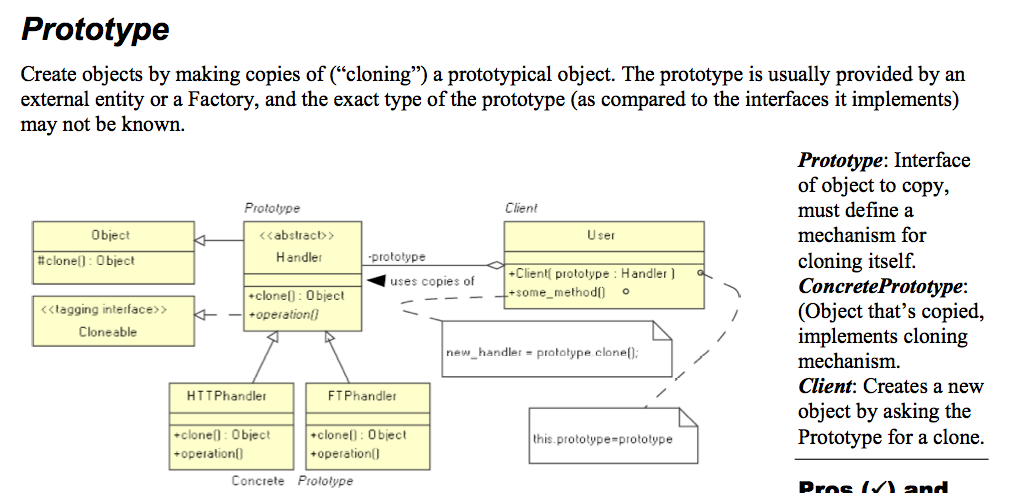 Prototype
Create objects by making copies of (“cloning”) a prototypical object. The prototype is usually provided by an
external entity or a Factory, and the exact type of the prototype (as compared to the interfaces it implements)
may not be known.
Prototype
Object
#clone() : Object
<<tagging interface>>
Cloneable
<<abstract>>
Handler
+clone() : Object
+operation()
-prototype
uses copies of
Client
User
+Client( prototype : Handler )
+some_method()
new_handler = prototype.clone();
this.prototype=prototype
HTTPhandler
+clone() : Object
+operation()
FTPhandler
+clone() : Object
+operation()
Concrete Prototype
Prototype: Interface
of object to copy,
must define a
mechanism for
cloning itself.
ConcretePrototype:
(Object that’s copied,
implements cloning
mechanism.
Client: Creates a new
object by asking the
Prototype for a clone.
Pros (✓) and